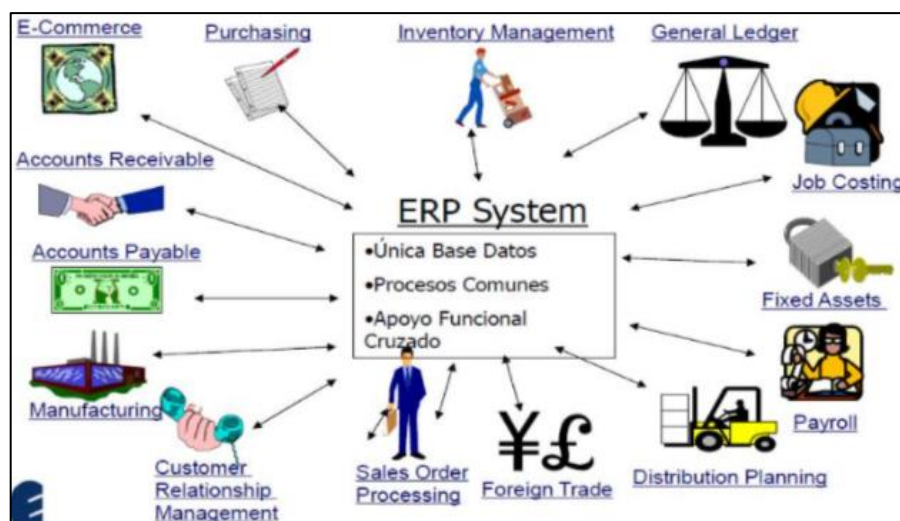 E-Commerce
Purchasing
Inventory Management
General Ledger
Accounts Receivable
Job Costing
ERP System
Accounts Payable
•Única Base Datos
•Procesos Comunes
•Apoyo Funcional
Cruzado
Fixed Assets
Manufacturing
Payroll
Customer
Relationship
Management
Sales Order
Processing
¥£
Foreign Trade
Distribution Planning